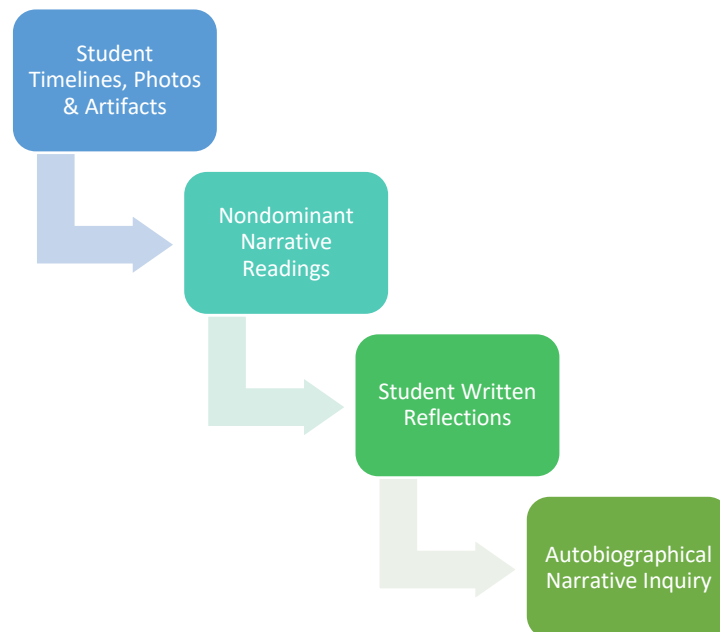 Student
Timelines, Photos
& Artifacts
Nondominant
Narrative
Readings
Student Written
Reflections
Autobiographical
Narrative Inquiry